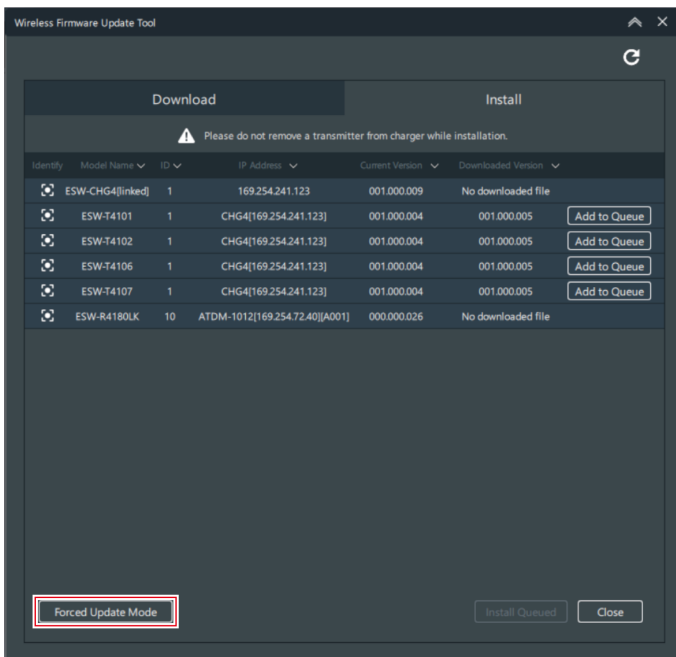 Wireless Firmware Update Tool
Download Install
Please do not remove a transmitter from charger while installation.
Identify Model Name ID IP Address Current Version Downloaded Version
ESW-CHG4[linked] 1 169.254.241.123 001.000.009 No downloaded file
ESW-T4101 1 CHG4[169.254.241.123] 001.000.004 001.000.005 Add to Queue
ESW-T4102 1 CHG4[169.254.241.123] 001.000.004 001.000.005 Add to Queue
ESW-T4106 1 CHG4[169.254.241.123] 001.000.004 001.000.005 Add to Queue
ESW-T4107 1 CHG4[169.254.241.123] 001.000.004 001.000.005 Add to Queue
ESW-R4180LK 10 ATDM-1012[169.254.72.40][A001] 000.000.026 No downloaded file
Forced Update Mode Install Queued Close